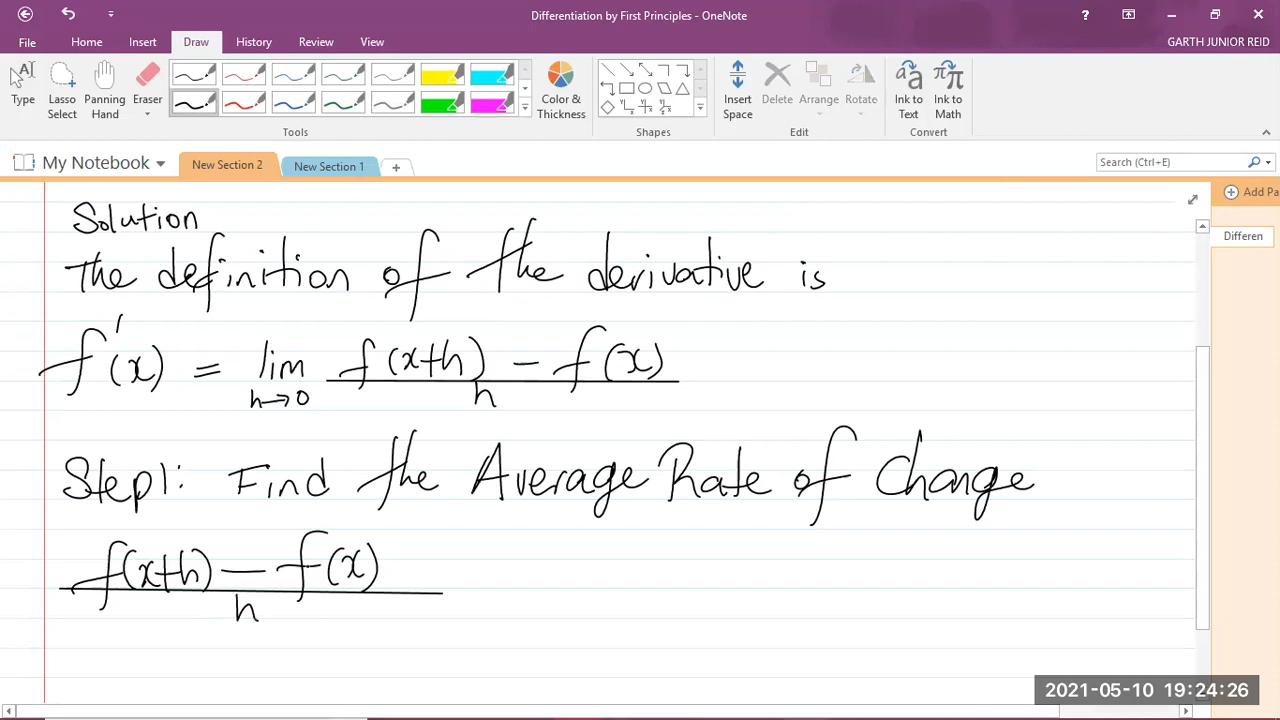 Differentiation by First Principles - OneNote
?
File Home Insert Draw History Review View
GARTH JUNIOR REID
Type
Lasso Select
Panning Hand
Eraser
Color & Thickness
Insert Space
Delete
Arrange
Rotate
Ink to Text
Ink to Math
Tools
Shapes
Edit
Convert
My Notebook
New Section 2
New Section 1
+
Search (Ctrl+E)
Add Pa
Differen
Solution
The definition of the derivative is
f'(x) = lim h→0 f(x+h) - f(x) / h
Step1: Find the Average Rate of Change
f(x+h) - f(x)
h
2021-05-10 19:24:26